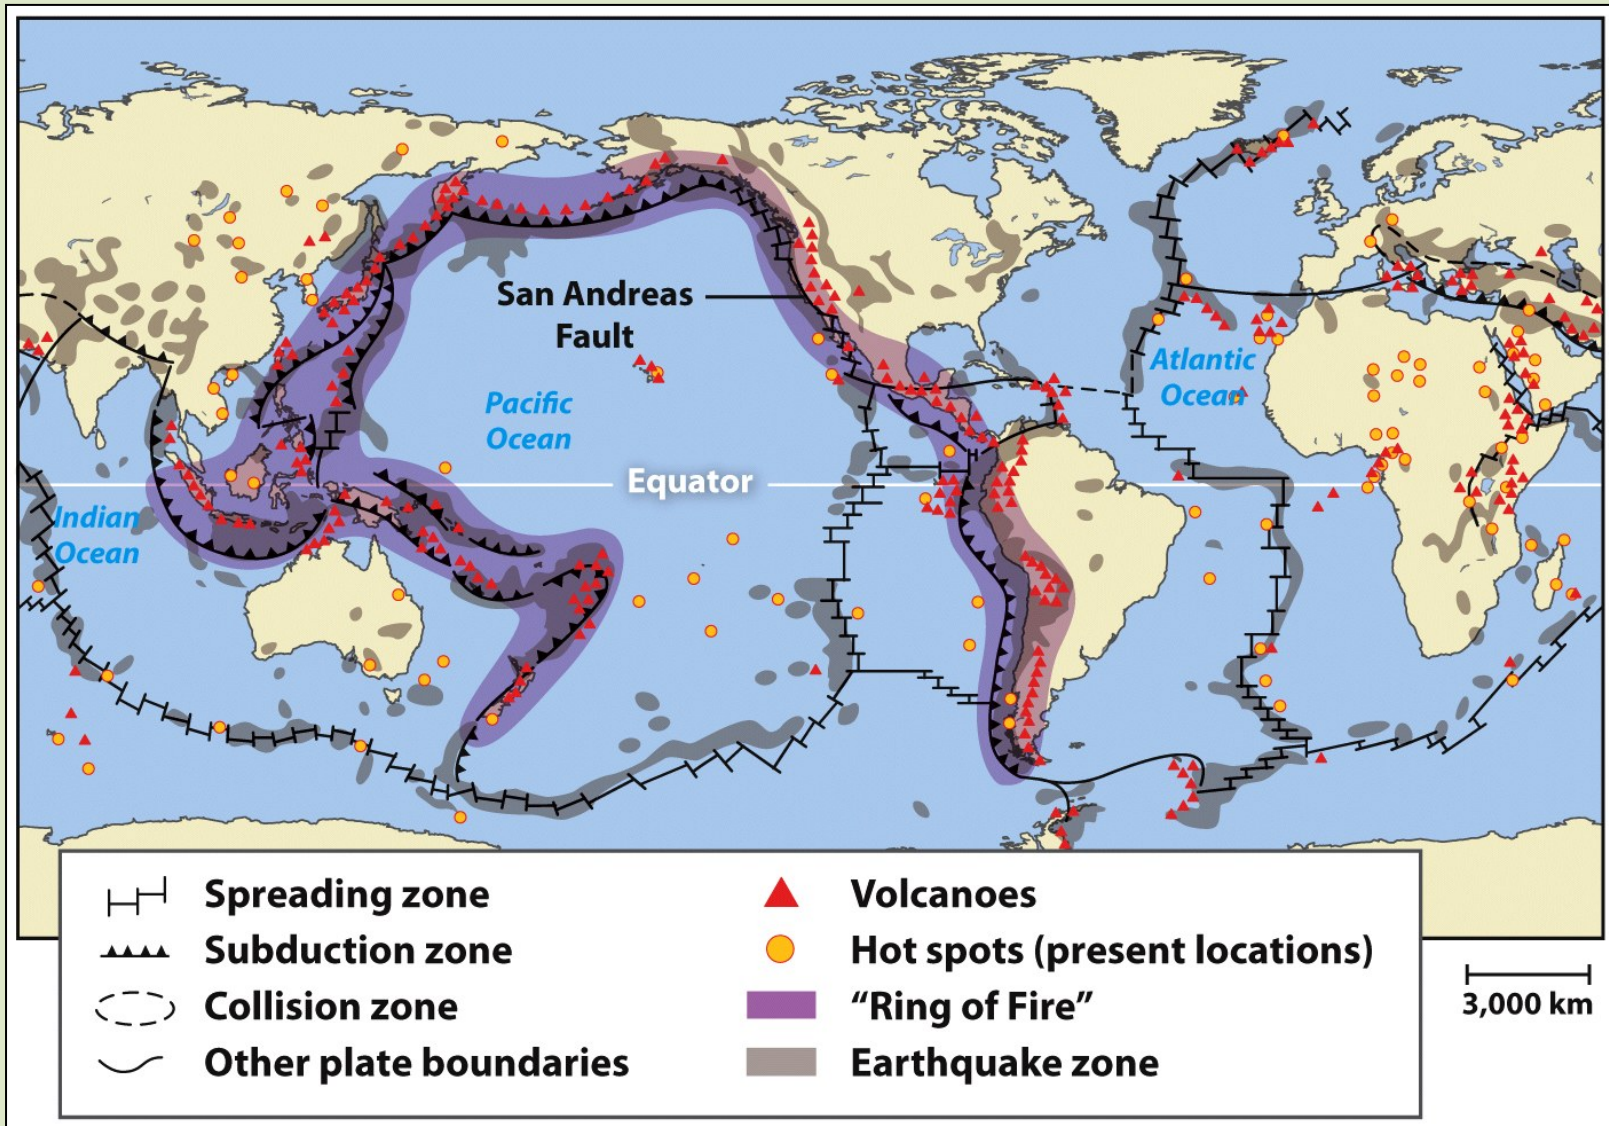 San Andreas
Fault
Pacific
Ocean
Atlantic
Ocean
Equator
Indian
Ocean
Spreading zone
Subduction zone
Collision zone
Other plate boundaries
Volcanoes
Hot spots (present locations)
“Ring of Fire”
Earthquake zone
3,000 km